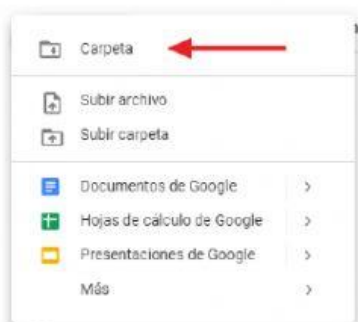 Carpeta
Subir archivo
Subir carpeta
Documentos de Google
Hojas de cálculo de Google
Presentaciones de Google
Más